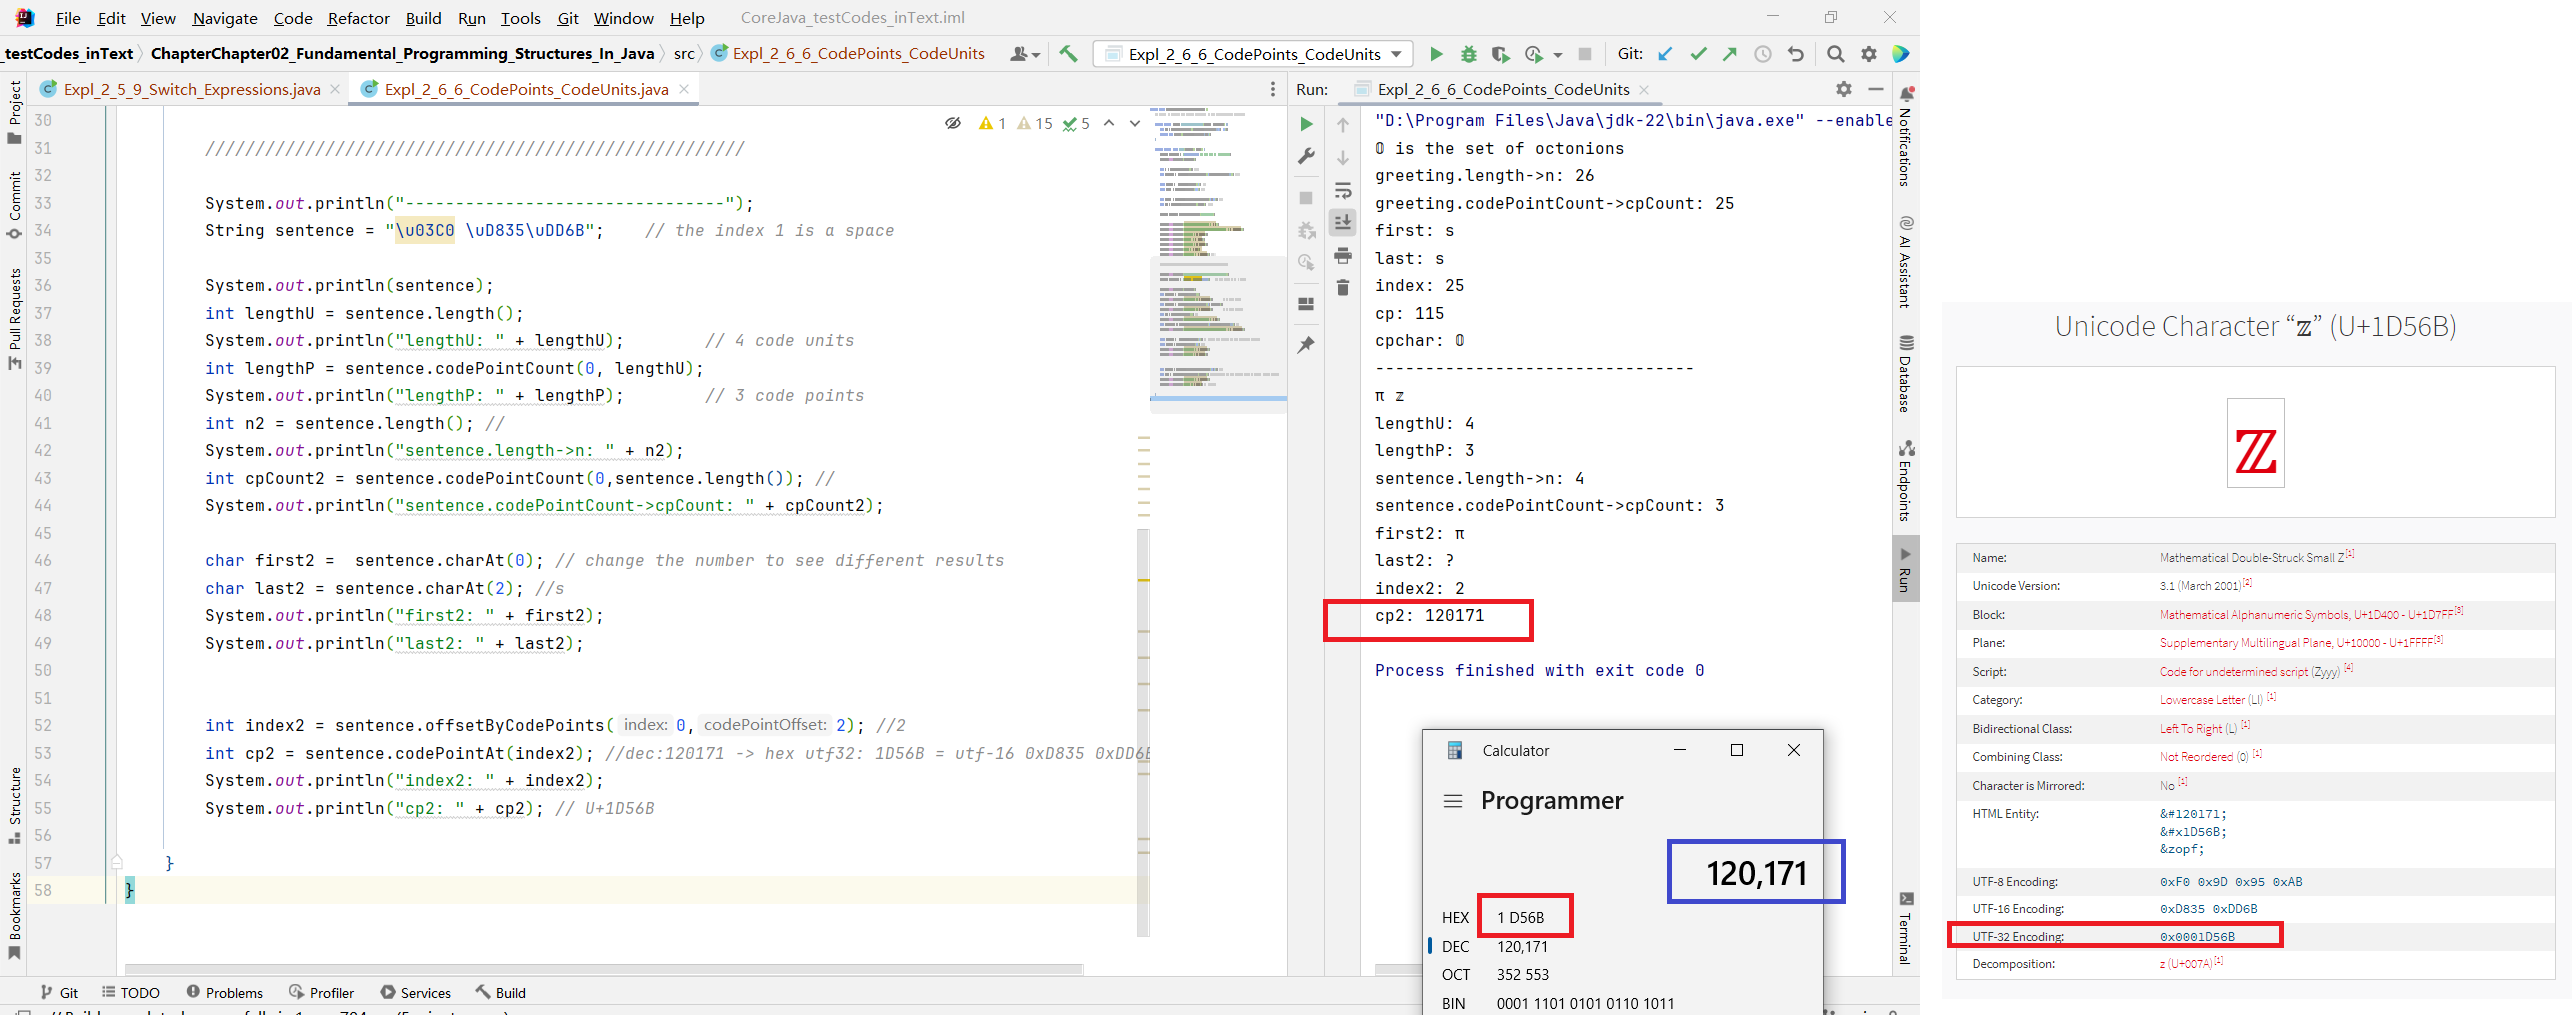 File Edit View Navigate Code Refactor Build Run Tools Git Window Help CoreJava_testCodes_inText.iml
_testCodes_inText ChapterChapter02_Fundamental_Programming_Structures_In_Java src Expl_2_6_6_CodePoints_CodeUnits Expl_2_6_6_CodePoints_CodeUnits Git:
Expl_2_5_9_Switch_Expressions.java Expl_2_6_6_CodePoints_CodeUnits.java
Project
Commit
Pull Requests
Structure
Bookmarks
1 15 5
30
31 //////////////////////////////////////////////////////
32
33 System.out.println("--------------------------------");
34 String sentence = "\u03C0 \uD835\uDD6B"; // the index 1 is a space
35
36 System.out.println(sentence);
37 int lengthU = sentence.length();
38 System.out.println("lengthU: " + lengthU); // 4 code units
39 int lengthP = sentence.codePointCount(0, lengthU);
40 System.out.println("lengthP: " + lengthP); // 3 code points
41 int n2 = sentence.length(); //
42 System.out.println("sentence.length->n: " + n2);
43 int cpCount2 = sentence.codePointCount(0,sentence.length()); //
44 System.out.println("sentence.codePointCount->cpCount: " + cpCount2);
45
46 char first2 = sentence.charAt(0); // change the number to see different results
47 char last2 = sentence.charAt(2); //s
48 System.out.println("first2: " + first2);
49 System.out.println("last2: " + last2);
50
51
52 int index2 = sentence.offsetByCodePoints( index: 0, codePointOffset: 2); //2
53 int cp2 = sentence.codePointAt(index2); //dec:120171 -> hex utf32: 1D56B = utf-16 0xD835 0xDD6B
54 System.out.println("index2: " + index2);
55 System.out.println("cp2: " + cp2); // U+1D56B
56
57 }
58 }
Run: Expl_2_6_6_CodePoints_CodeUnits
"D:\Program Files\Java\jdk-22\bin\java.exe" --enable
𝕆 is the set of octonions
greeting.length->n: 26
greeting.codePointCount->cpCount: 25
first: s
last: s
index: 25
cp: 115
cpchar: 𝕆
--------------------------------
π 𝕫
lengthU: 4
lengthP: 3
sentence.length->n: 4
sentence.codePointCount->cpCount: 3
first2: π
last2: ?
index2: 2
cp2: 120171
Process finished with exit code 0
Notifications
AI Assistant
Database
Endpoints
Run
Terminal
Calculator
Programmer
120,171
HEX 1 D56B
DEC 120,171
OCT 352 553
BIN 0001 1101 0101 0110 1011
Git TODO Problems Profiler Services Build
Unicode Character “𝕫” (U+1D56B)
𝕫
Name: Mathematical Double-Struck Small Z[1]
Unicode Version: 3.1 (March 2001)[2]
Block: Mathematical Alphanumeric Symbols, U+1D400 - U+1D7FF[3]
Plane: Supplementary Multilingual Plane, U+10000 - U+1FFFF[3]
Script: Code for undetermined script (Zyyy) [4]
Category: Lowercase Letter (Ll) [1]
Bidirectional Class: Left To Right (L) [1]
Combining Class: Not Reordered (0) [1]
Character is Mirrored: No [1]
HTML Entity: &#120171;
&#x1D56B;
&zopf;
UTF-8 Encoding: 0xF0 0x9D 0x95 0xAB
UTF-16 Encoding: 0xD835 0xDD6B
UTF-32 Encoding: 0x0001D56B
Decomposition: z (U+007A)[1]